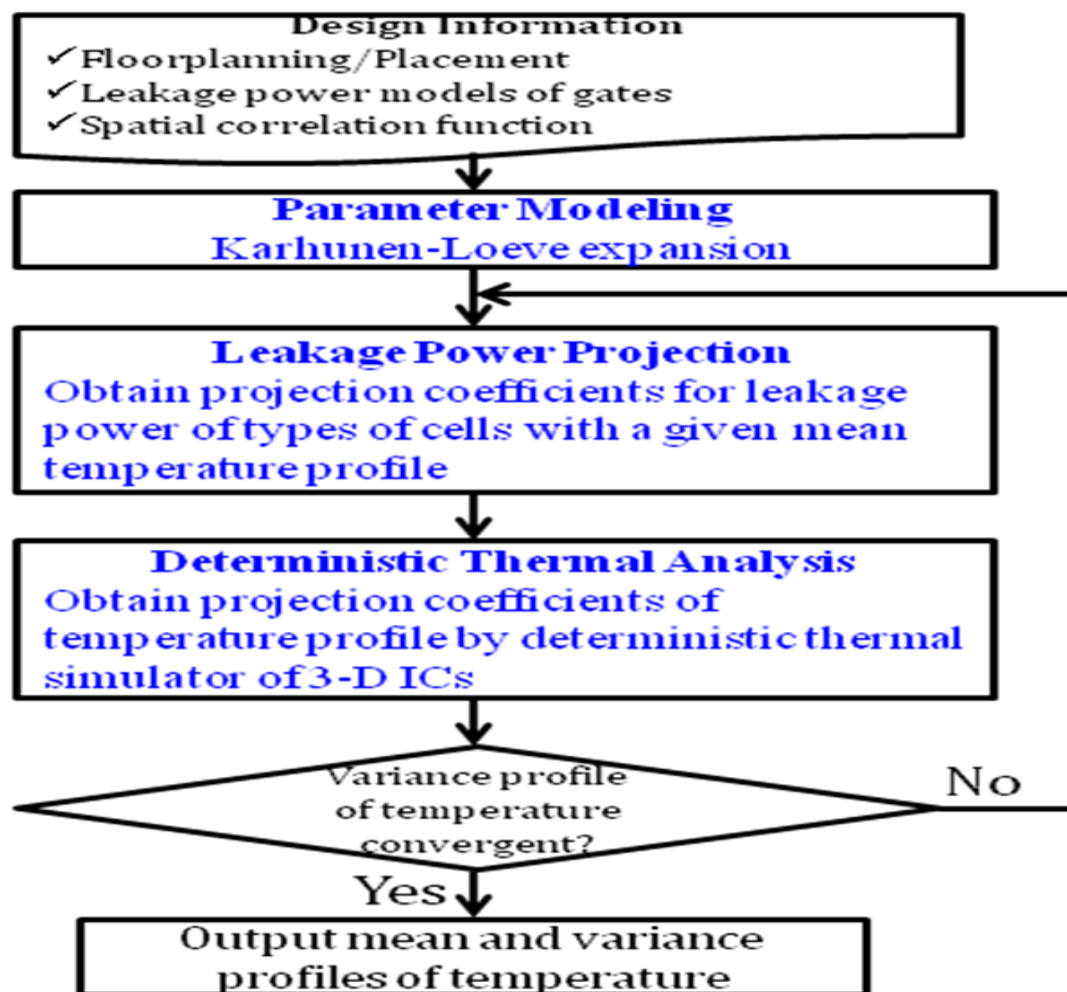 Design Information
✓Floorplanning/Placement
✓Leakage power models of gates
✓Spatial correlation function
Parameter Modeling
Karhunen-Loeve expansion
Leakage Power Projection
Obtain projection coefficients for leakage
power of types of cells with a given mean
temperature profile
Deterministic Thermal Analysis
Obtain projection coefficients of
temperature profile by deterministic thermal
simulator of 3-D ICs
Variance profile
of temperature
convergent?
No
Yes
Output mean and variance
profiles of temperature